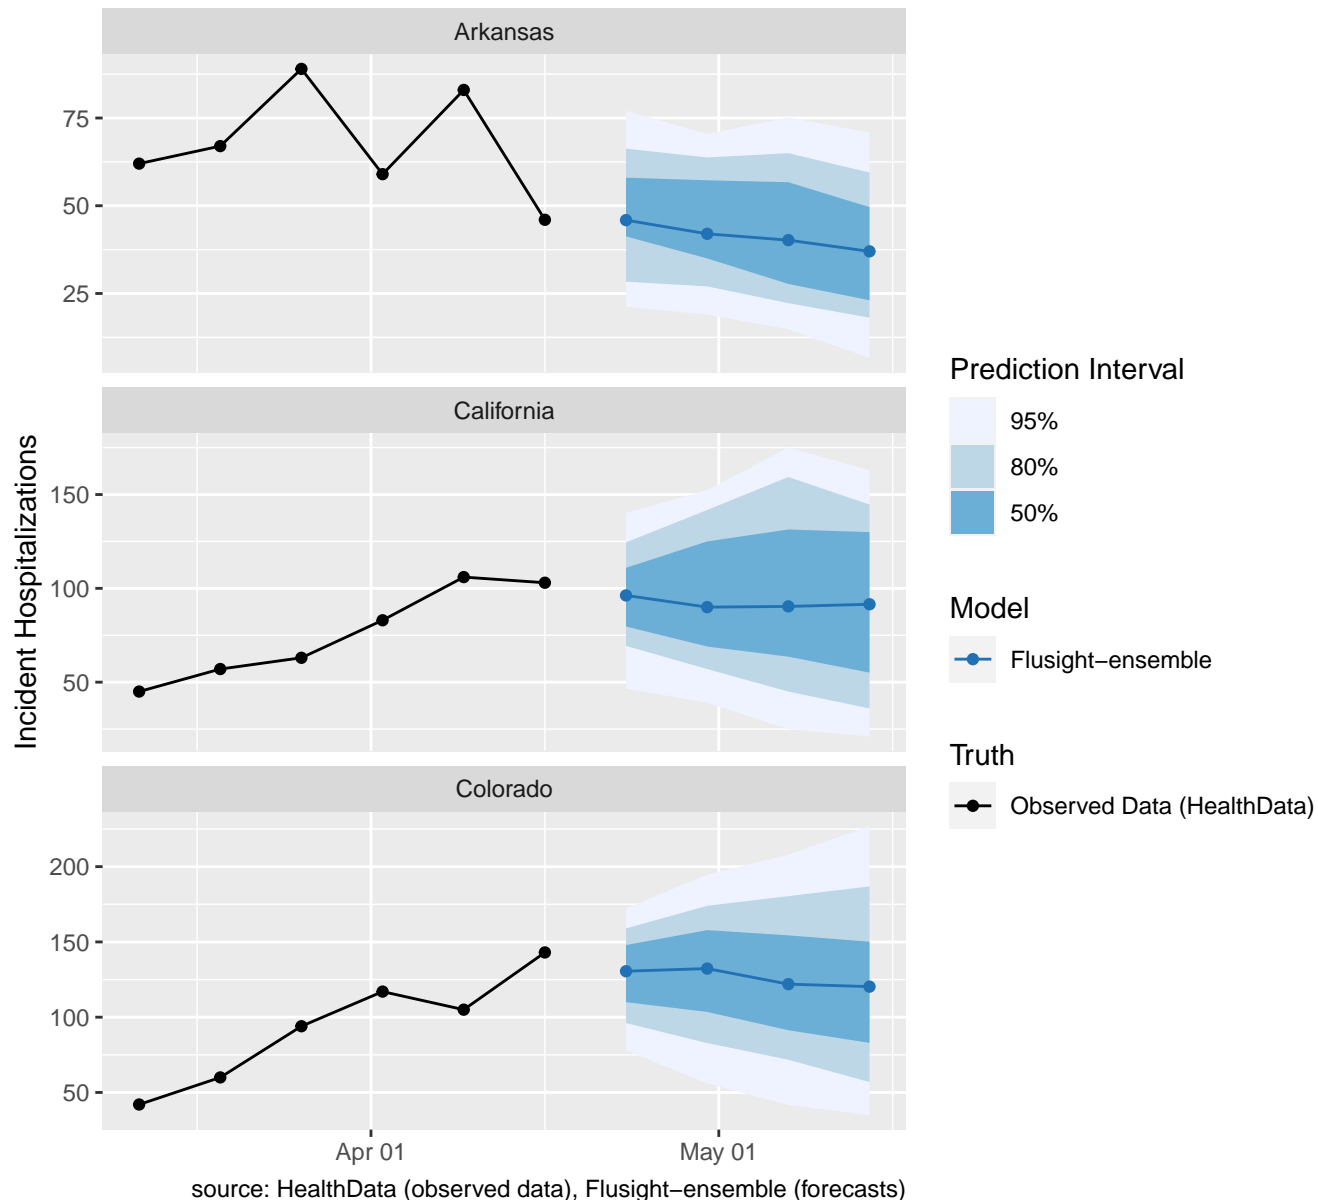 Arkansas
75
50
25
California
150
100
50
Colorado
200
150
100
50
Apr 01
May 01
Incident Hospitalizations
source: HealthData (observed data), Flusight−ensemble (forecasts)
Prediction Interval
95%
80%
50%
Model
Flusight−ensemble
Truth
Observed Data (HealthData)